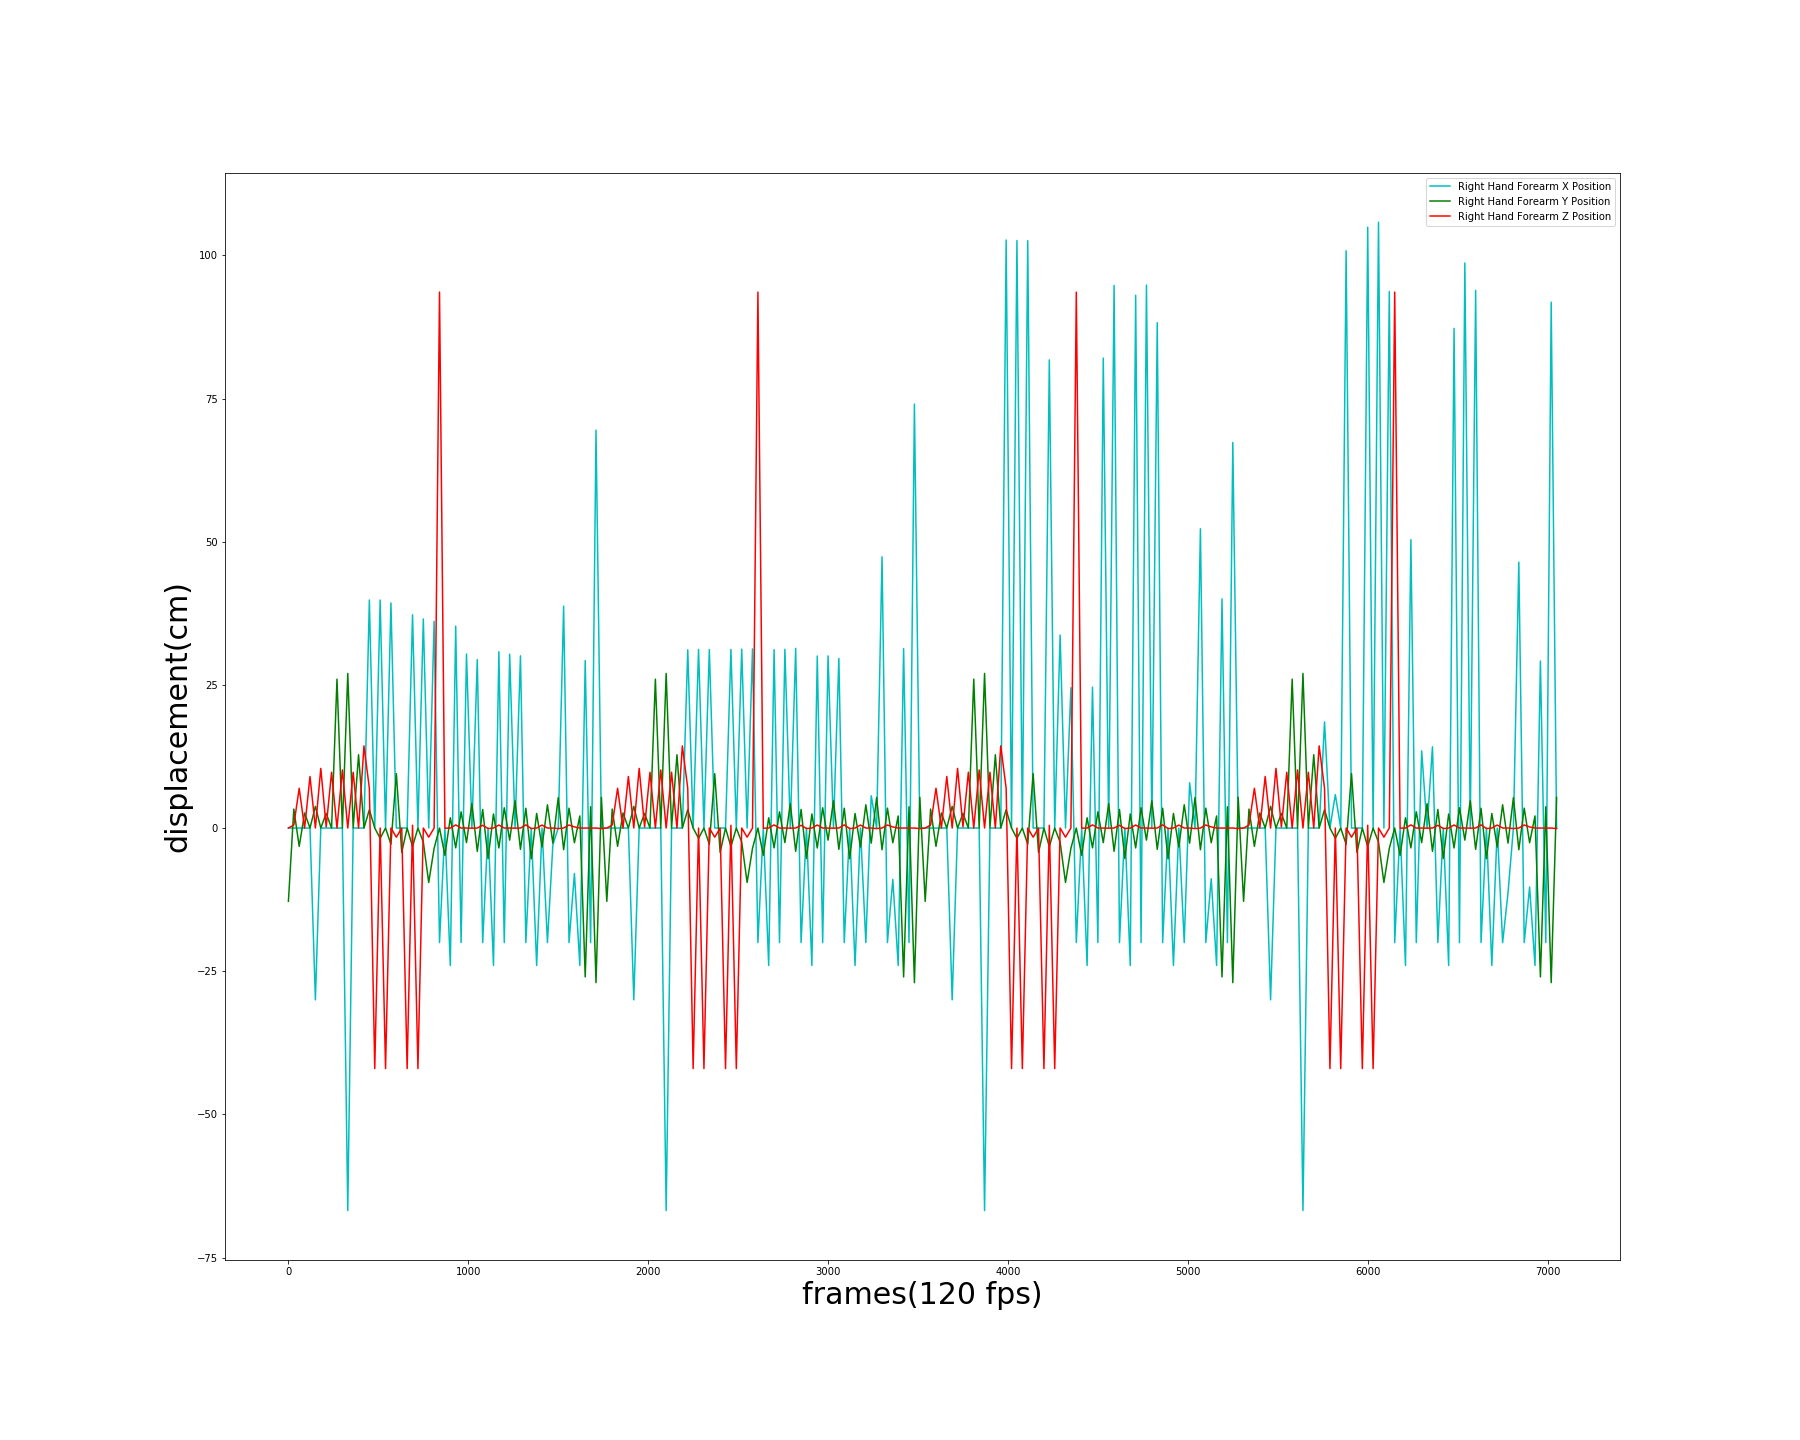 Right Hand Forearm X Position
Right Hand Forearm Y Position
Right Hand Forearm Z Position
100
75
50
25
0
−25
−50
−75
displacement(cm)
0 1000 2000 3000 4000 5000 6000 7000
frames(120 fps)